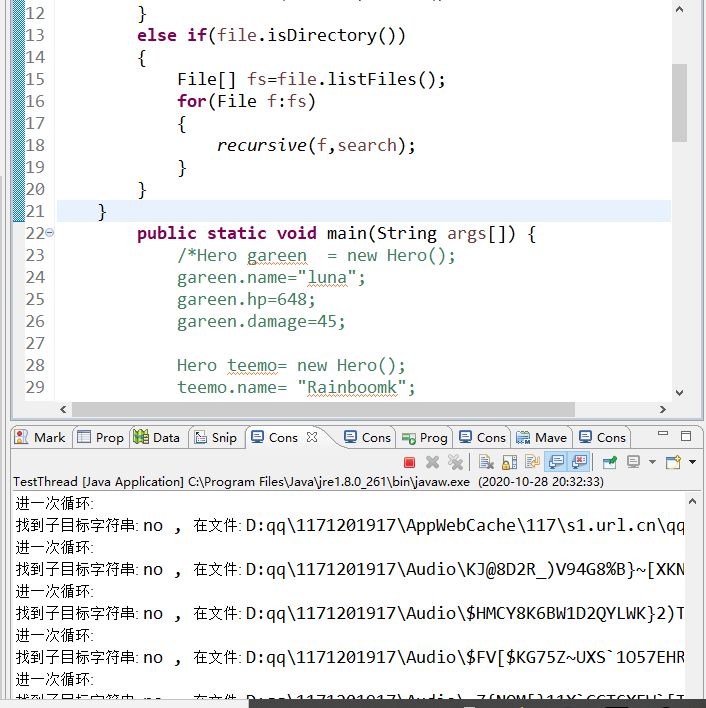 12 }
13 else if(file.isDirectory())
14 {
15 File[] fs=file.listFiles();
16 for(File f:fs)
17 {
18 recursive(f,search);
19 }
20 }
21 }
22 public static void main(String args[]) {
23 /*Hero gareen = new Hero();
24 gareen.name="luna";
25 gareen.hp=648;
26 gareen.damage=45;
27
28 Hero teemo= new Hero();
29 teemo.name= "Rainboomk";
Mark Prop Data Snip Cons Cons Prog Cons Mave Cons
TestThread [Java Application] C:\Program Files\Java\jre1.8.0_261\bin\javaw.exe (2020-10-28 20:32:33)
进一次循环:
找到子目标字符串: no , 在文件: D:qq\1171201917\AppWebCache\117\s1.url.cn\qq
进一次循环:
找到子目标字符串: no , 在文件: D:qq\1171201917\Audio\KJ@8D2R_)V94G8%B}~[XKN
进一次循环:
找到子目标字符串: no , 在文件: D:qq\1171201917\Audio\$HMCY8K6BW1D2QYLWK}2)T
进一次循环:
找到子目标字符串: no , 在文件: D:qq\1171201917\Audio\$FV[$KG75Z~UXS`1O57EHR
进一次循环: